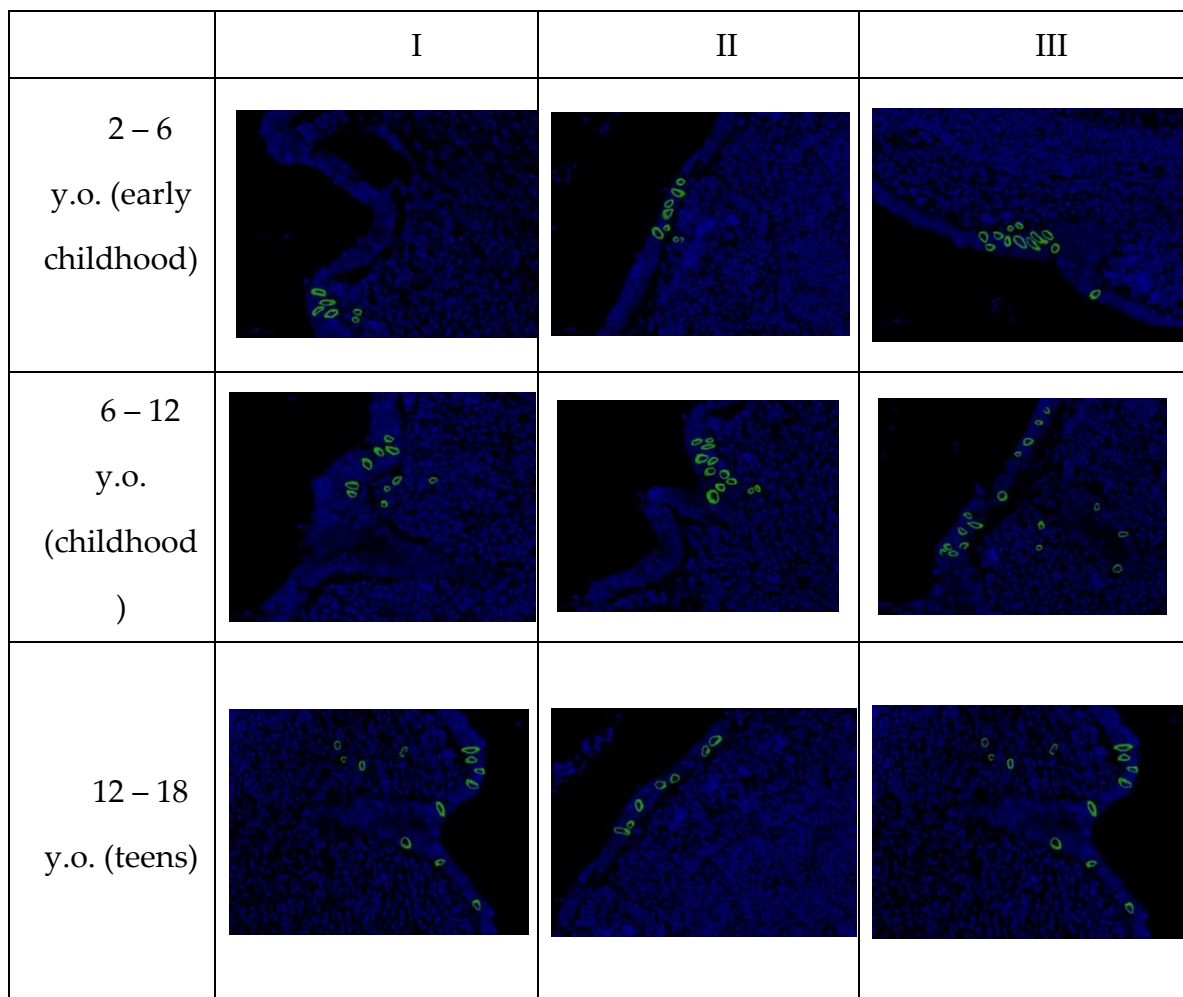 I II III
2 – 6
y.o. (early
childhood)
6 – 12
y.o.
(childhood
)
12 – 18
y.o. (teens)